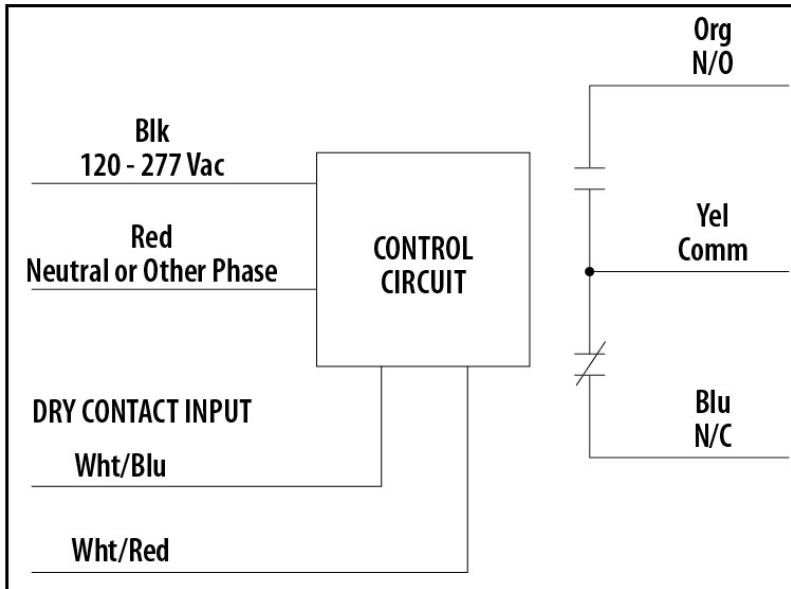 Org
N/O
Blk
120 - 277 Vac
Yel
Comm
Red
Neutral or Other Phase
CONTROL
CIRCUIT
DRY CONTACT INPUT
Blu
N/C
Wht/Blu
Wht/Red